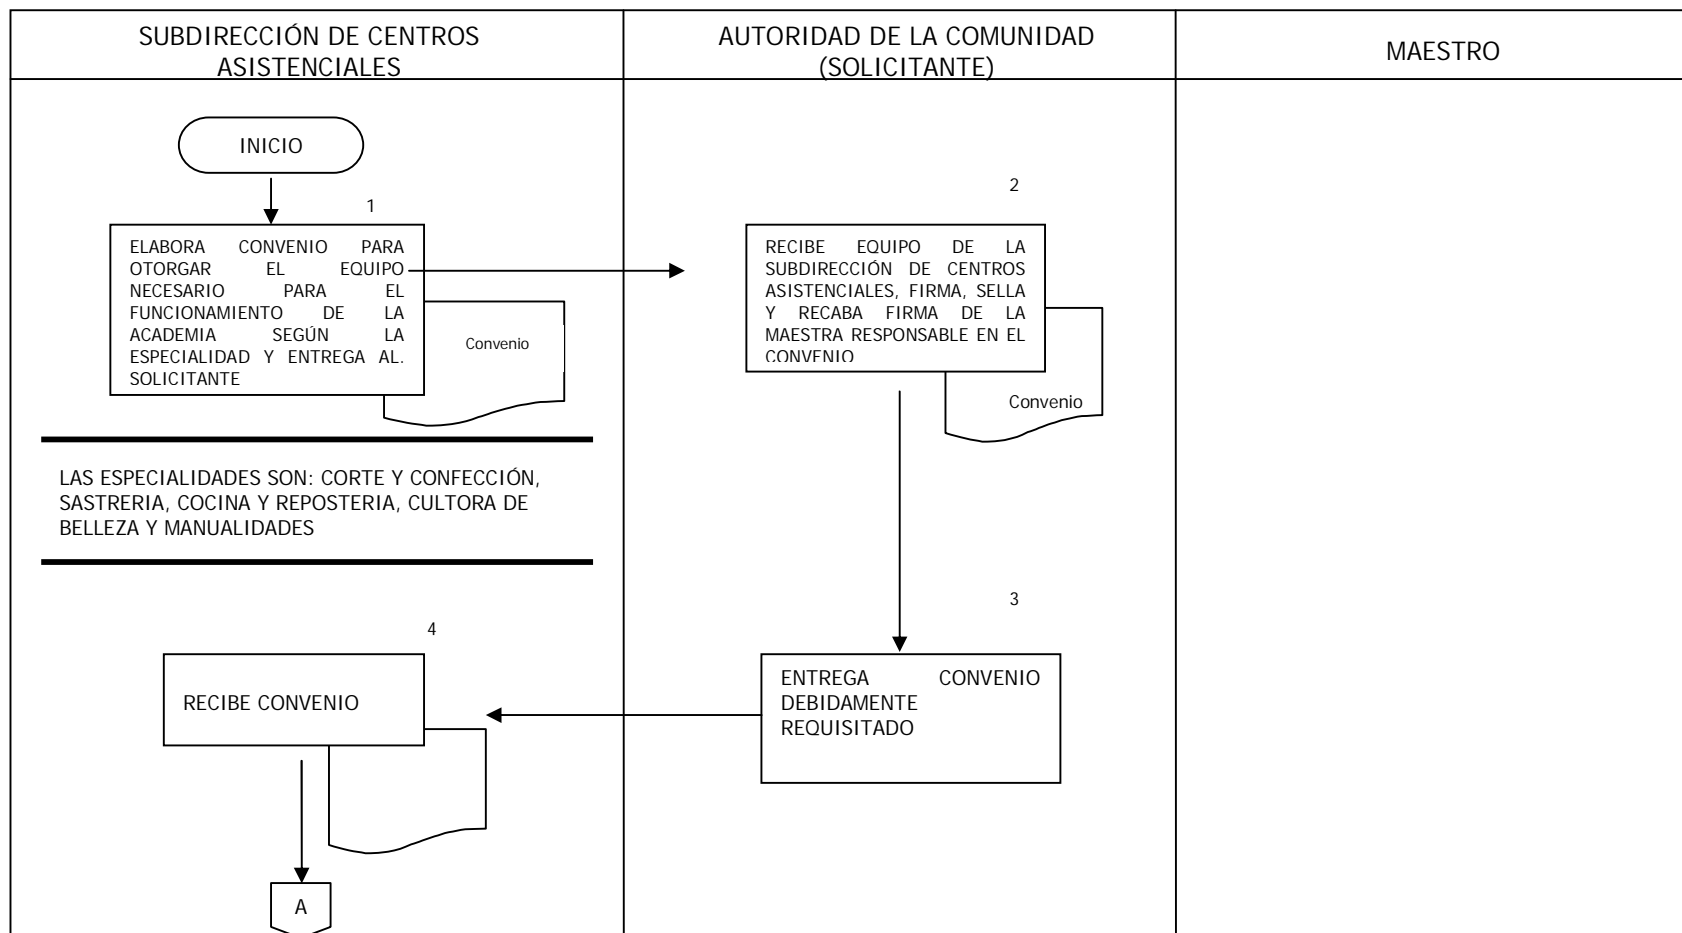 SUBDIRECCIÓN DE CENTROS
ASISTENCIALES
AUTORIDAD DE LA COMUNIDAD
(SOLICITANTE)
MAESTRO
INICIO
1
ELABORA CONVENIO PARA
OTORGAR EL EQUIPO
NECESARIO PARA EL
FUNCIONAMIENTO DE LA
ACADEMIA SEGÚN LA
ESPECIALIDAD Y ENTREGA AL.
SOLICITANTE
Convenio
2
RECIBE EQUIPO DE LA
SUBDIRECCIÓN DE CENTROS
ASISTENCIALES, FIRMA, SELLA
Y RECABA FIRMA DE LA
MAESTRA RESPONSABLE EN EL
CONVENIO
Convenio
LAS ESPECIALIDADES SON: CORTE Y CONFECCIÓN,
SASTRERIA, COCINA Y REPOSTERIA, CULTORA DE
BELLEZA Y MANUALIDADES
3
ENTREGA CONVENIO
DEBIDAMENTE
REQUISITADO
4
RECIBE CONVENIO
A